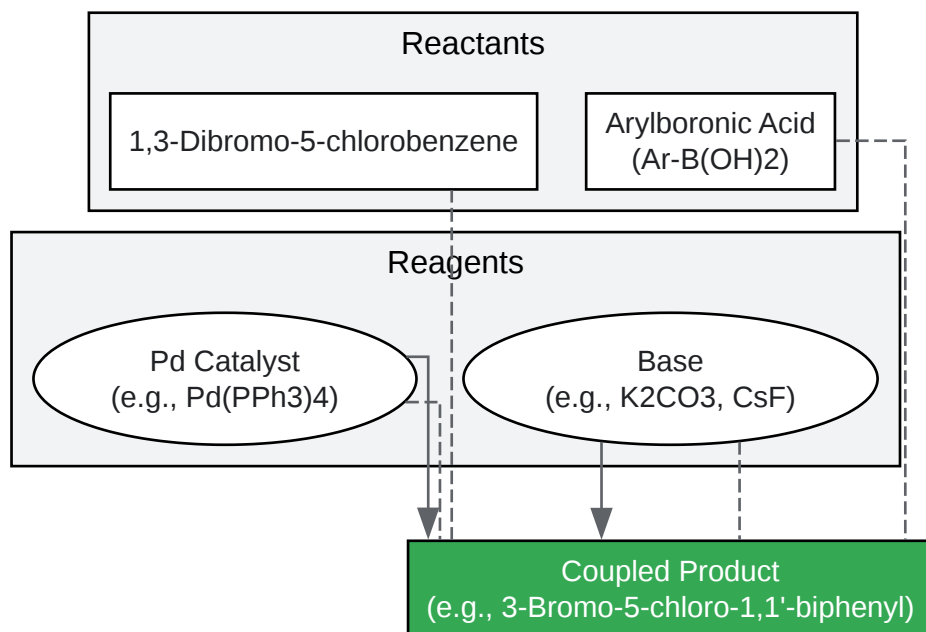 Reactants
1,3-Dibromo-5-chlorobenzene
Arylboronic Acid
(Ar-B(OH)2)
Reagents
Pd Catalyst
(e.g., Pd(PPh3)4)
Base
(e.g., K2CO3, CsF)
Coupled Product
(e.g., 3-Bromo-5-chloro-1,1'-biphenyl)